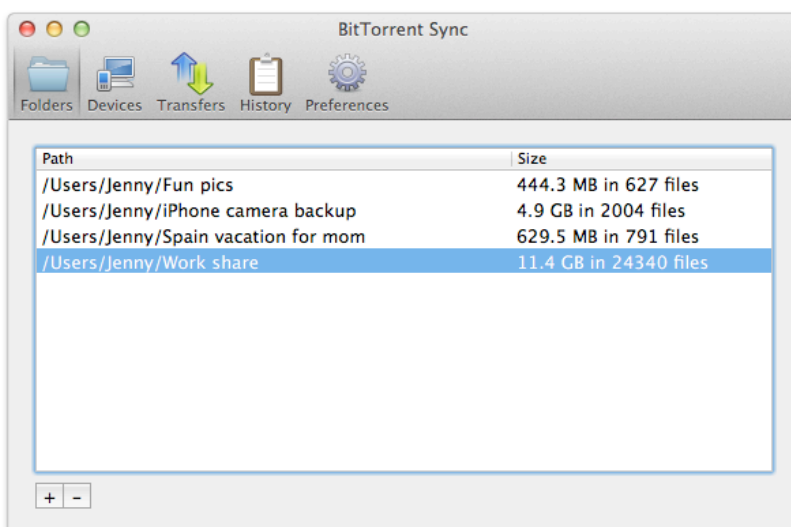 BitTorrent Sync
Folders Devices Transfers History Preferences
Path Size
/Users/Jenny/Fun pics 444.3 MB in 627 files
/Users/Jenny/iPhone camera backup 4.9 GB in 2004 files
/Users/Jenny/Spain vacation for mom 629.5 MB in 791 files
/Users/Jenny/Work share 11.4 GB in 24340 files
+ -